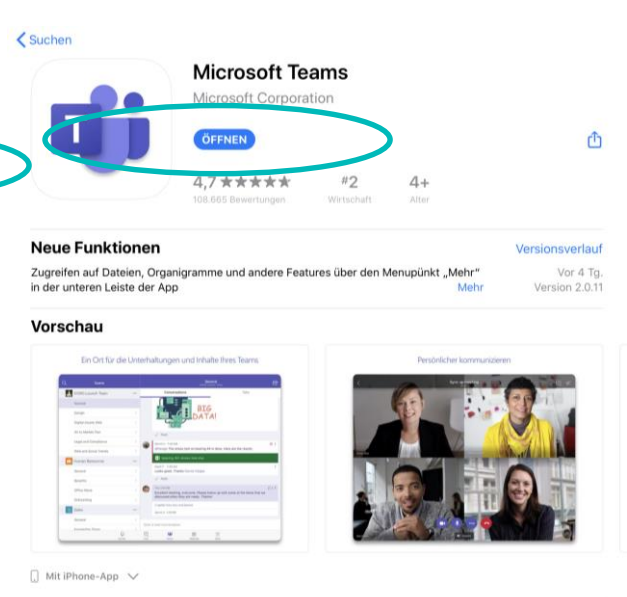 Suchen
Microsoft Teams
Microsoft Corporation
ÖFFNEN
4,7 ★★★★★ #2 4+
108.665 Bewertungen Wirtschaft Alter
Neue Funktionen Versionsverlauf
Zugreifen auf Dateien, Organigramme und andere Features über den Menüpunkt „Mehr“ Vor 4 Tg.
in der unteren Leiste der App Mehr Version 2.0.11
Vorschau
Ein Ort für die Unterhaltungen und Inhalte Ihres Teams Persönlicher kommunizieren
BIG
DATA!
Mit iPhone-App